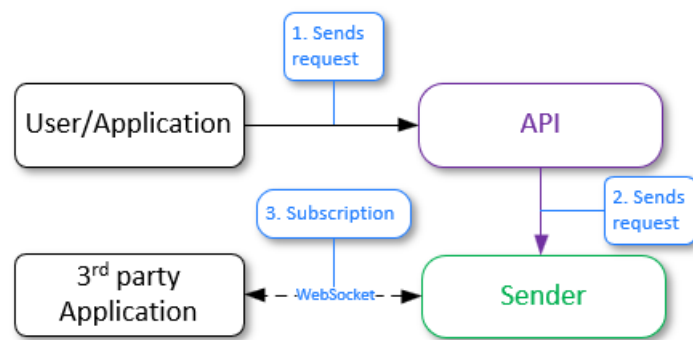 1. Sends
request
User/Application
API
3. Subscription
2. Sends
request
3rd party
Application
WebSocket
Sender